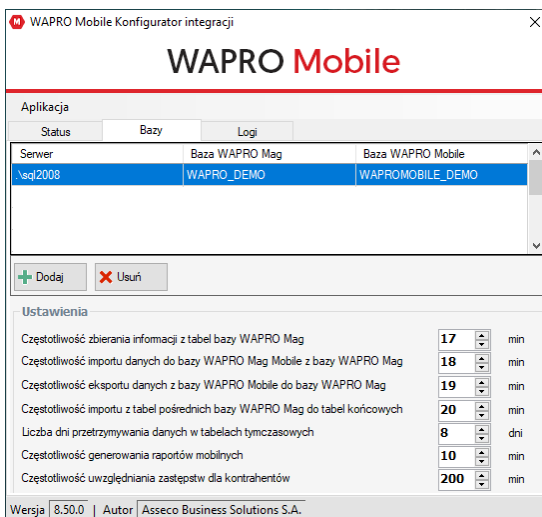 WAPRO Mobile Konfigurator integracji
WAPRO Mobile
Aplikacja
Status Bazy Logi
Serwer Baza WAPRO Mag Baza WAPRO Mobile
.\sql2008 WAPRO_DEMO WAPROMOBILE_DEMO
Dodaj Usuń
Ustawienia
Częstotliwość zbierania informacji z tabel bazy WAPRO Mag 17 min
Częstotliwość importu danych do bazy WAPRO Mag Mobile z bazy WAPRO Mag 18 min
Częstotliwość eksportu danych z bazy WAPRO Mobile do bazy WAPRO Mag 19 min
Częstotliwość importu z tabel pośrednich bazy WAPRO Mag do tabel końcowych 20 min
Liczba dni przetrzymywania danych w tabelach tymczasowych 8 dni
Częstotliwość generowania raportów mobilnych 10 min
Częstotliwość uwzględniania zastępstw dla kontrahentów 200 min
Wersja 8.50.0 | Autor Asseco Business Solutions S.A.